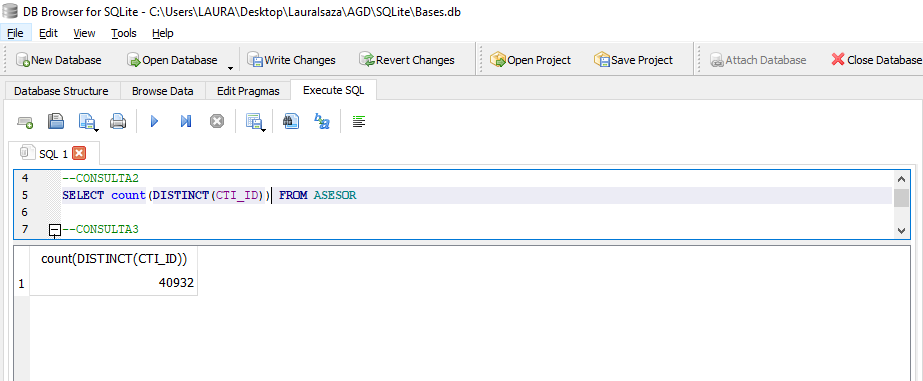 DB Browser for SQLite - C:\Users\LAURA\Desktop\Lauralsaza\AGD\SQLite\Bases.db
File Edit View Tools Help
New Database Open Database Write Changes Revert Changes Open Project Save Project Attach Database Close Database
Database Structure Browse Data Edit Pragmas Execute SQL
SQL 1
4 --CONSULTA2
5 SELECT count(DISTINCT(CTI_ID)) FROM ASESOR
6
7 --CONSULTA3
count(DISTINCT(CTI_ID))
1 40932